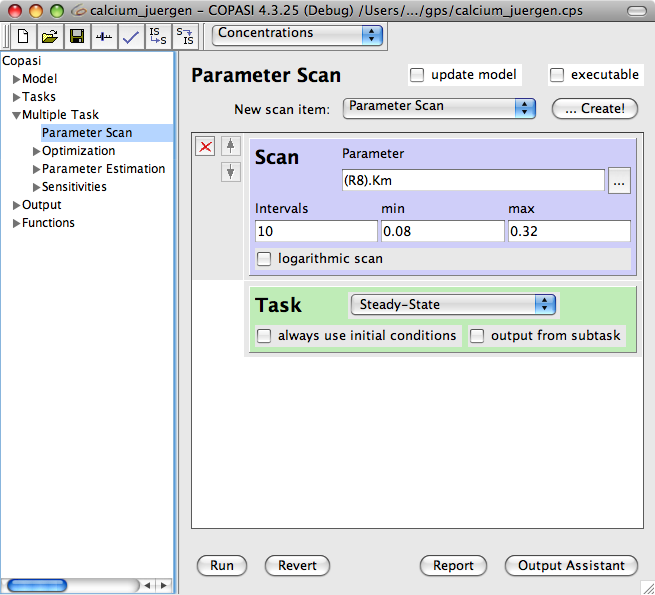 calcium_juergen - COPASI 4.3.25 (Debug) /Users/.../gps/calcium_juergen.cps
IS S S IS Concentrations
Copasi
Model
Tasks
Multiple Task
Parameter Scan
Optimization
Parameter Estimation
Sensitivities
Output
Functions
Parameter Scan update model executable
New scan item: Parameter Scan ... Create!
Scan Parameter
(R8).Km ...
Intervals min max
10 0.08 0.32
logarithmic scan
Task Steady-State
always use initial conditions output from subtask
Run Revert Report Output Assistant